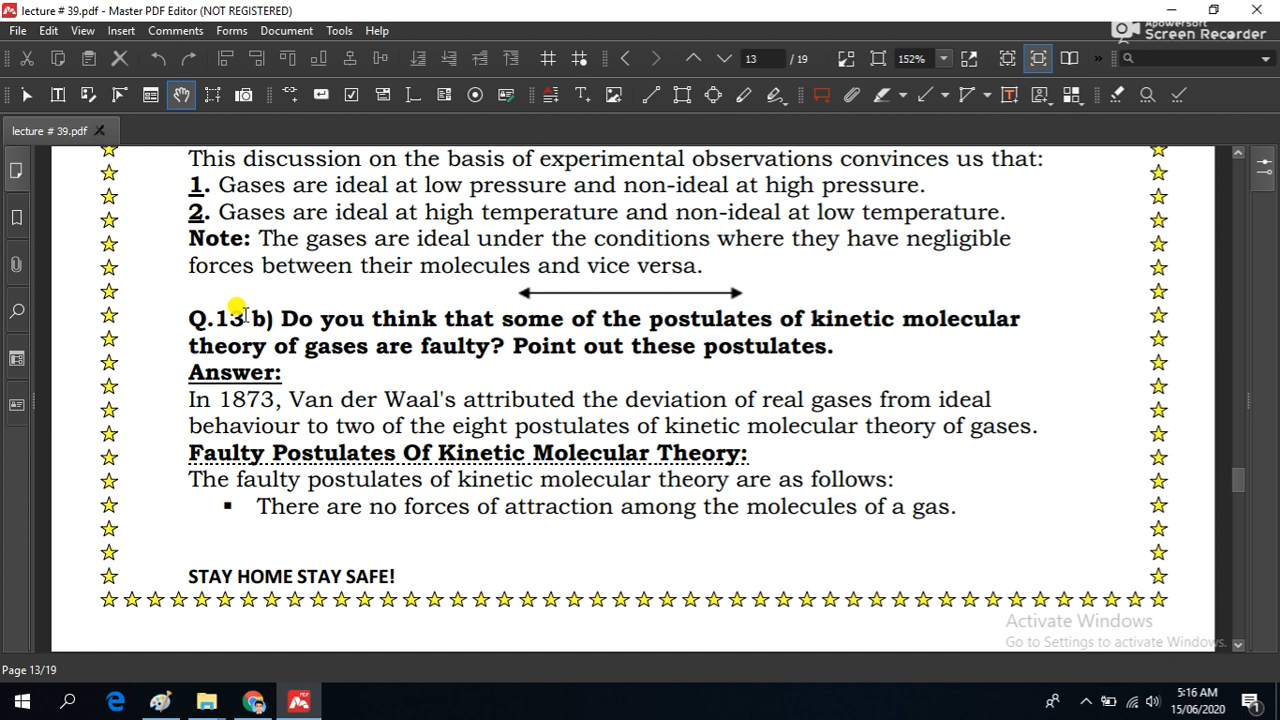 lecture # 39.pdf - Master PDF Editor (NOT REGISTERED)
File Edit View Insert Comments Forms Document Tools Help
Apowersoft
Screen Recorder
13 / 19 152%
lecture # 39.pdf
This discussion on the basis of experimental observations convinces us that:
1. Gases are ideal at low pressure and non-ideal at high pressure.
2. Gases are ideal at high temperature and non-ideal at low temperature.
Note: The gases are ideal under the conditions where they have negligible
forces between their molecules and vice versa.
Q.13 b) Do you think that some of the postulates of kinetic molecular
theory of gases are faulty? Point out these postulates.
Answer:
In 1873, Van der Waal's attributed the deviation of real gases from ideal
behaviour to two of the eight postulates of kinetic molecular theory of gases.
Faulty Postulates Of Kinetic Molecular Theory:
The faulty postulates of kinetic molecular theory are as follows:
▪ There are no forces of attraction among the molecules of a gas.
STAY HOME STAY SAFE!
Activate Windows
Go to Settings to activate Windows.
Page 13/19
5:16 AM
15/06/2020